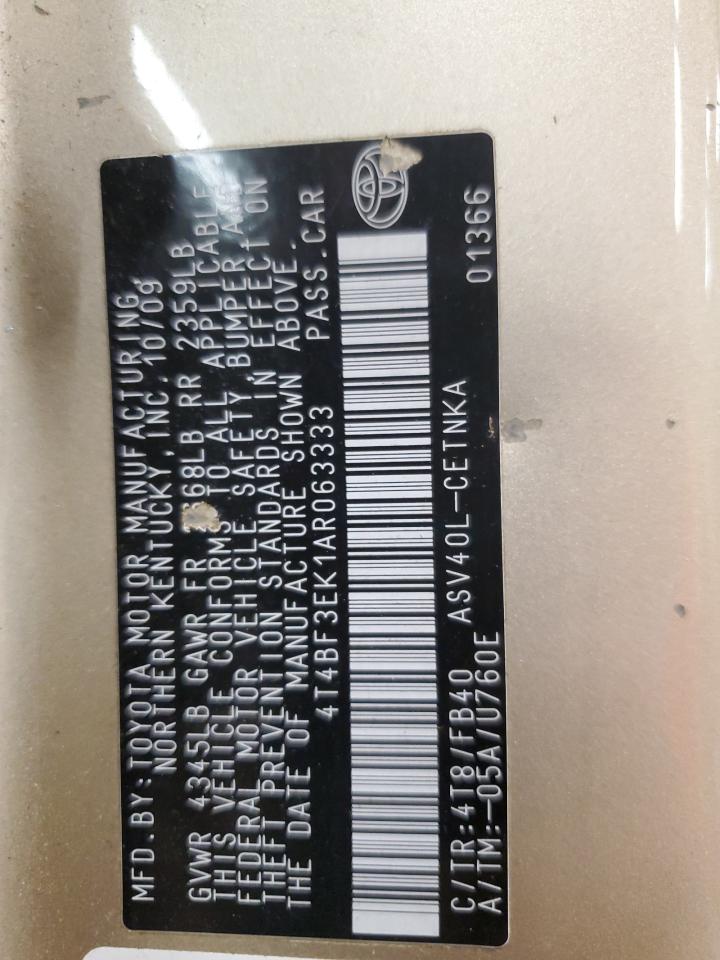 MFD.BY:TOYOTA MOTOR MANUFACTURING,
NORTHERN KENTUCKY,INC. 10/09
GVWR 4345LB GAWR FR RR 2359LB
THIS VEHICLE CONFORMS TO ALL APPLICABLE
FEDERAL MOTOR VEHICLE SAFETY, BUMPER, AND
THEFT PREVENTION STANDARDS IN EFFECT ON
THE DATE OF MANUFACTURE SHOWN ABOVE.
4T4BF3EK1AR063333 PASS.CAR
C/TR:4T8/FB40 ASV40L-CETNKA 01366
A/TM:-05A/U760E